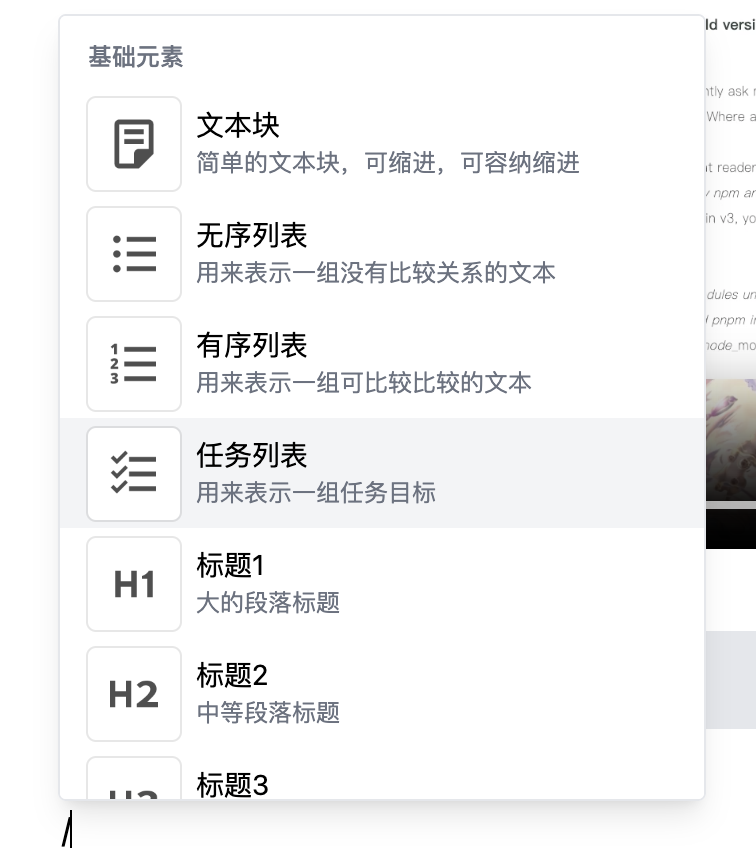 基础元素
文本块
简单的文本块，可缩进，可容纳缩进
无序列表
用来表示一组没有比较关系的文本
1
2
3
有序列表
用来表示一组可比较比较的文本
任务列表
用来表示一组任务目标
H1
标题1
大的段落标题
H2
标题2
中等段落标题
标题3
/
ld versi
ntly ask
Where a
at reader
npm an
in v3, yo
dules un
pnpm in
node_mo